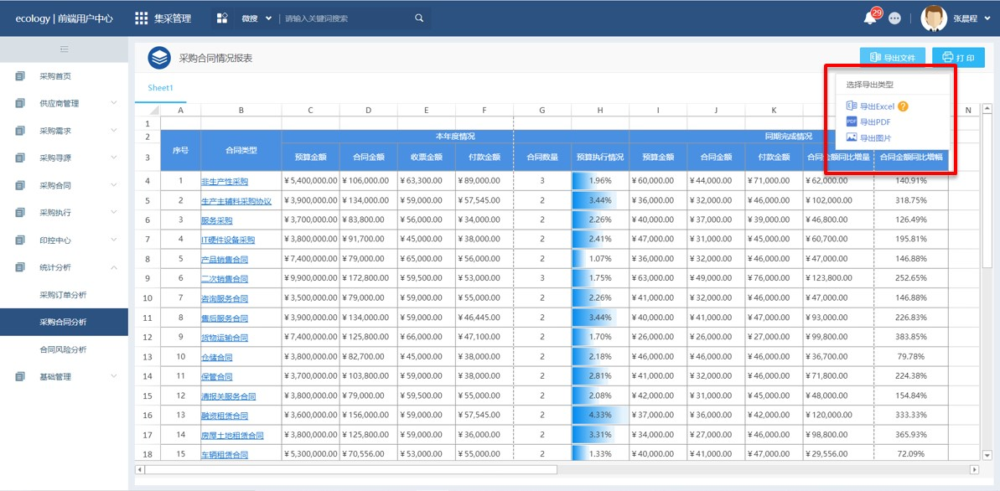 ecology | 前端用户中心 集采管理 微搜 请输入关键词搜索 29 张晨程
采购首页
供应商管理
采购需求
采购寻源
采购合同
采购执行
印控中心
统计分析
采购订单分析
采购合同分析
合同风险分析
基础管理
采购合同情况报表 导出文件 打 印
选择导出类型
导出Excel ?
PDF 导出PDF
导出图片
Sheet1
A B C D E F G H I J K N
1
2 序号 合同类型 本年度情况 同期完成情况
3 预算金额 合同金额 收票金额 付款金额 合同数量 预算执行情况 预算金额 合同金额 付款金额 合同金额同比增量 合同金额同比增幅
4 1 非生产性采购 ¥5,400,000.00 ¥106,000.00 ¥63,300.00 ¥89,000.00 3 1.96% ¥60,000.00 ¥44,000.00 ¥71,000.00 ¥62,000.00 140.91%
5 2 生产主辅料采购协议 ¥3,900,000.00 ¥134,000.00 ¥59,000.00 ¥57,545.00 2 3.44% ¥36,000.00 ¥32,000.00 ¥46,000.00 ¥102,000.00 318.75%
6 3 服务采购 ¥3,700,000.00 ¥83,800.00 ¥56,000.00 ¥34,000.00 2 2.26% ¥40,000.00 ¥37,000.00 ¥39,000.00 ¥46,800.00 126.49%
7 4 IT硬件设备采购 ¥3,800,000.00 ¥91,700.00 ¥45,000.00 ¥38,000.00 2 2.41% ¥47,000.00 ¥31,000.00 ¥45,000.00 ¥60,700.00 195.81%
8 5 产品销售合同 ¥7,400,000.00 ¥79,000.00 ¥65,000.00 ¥56,000.00 2 1.07% ¥36,000.00 ¥32,000.00 ¥46,000.00 ¥47,000.00 146.88%
9 6 二次销售合同 ¥9,900,000.00 ¥172,800.00 ¥59,500.00 ¥53,000.00 3 1.75% ¥63,000.00 ¥49,000.00 ¥76,000.00 ¥123,800.00 252.65%
10 7 咨询服务合同 ¥3,500,000.00 ¥79,000.00 ¥59,000.00 ¥55,000.00 2 2.26% ¥41,000.00 ¥32,000.00 ¥46,000.00 ¥47,000.00 146.88%
11 8 售后服务合同 ¥3,900,000.00 ¥134,000.00 ¥59,000.00 ¥46,445.00 2 3.44% ¥40,000.00 ¥41,000.00 ¥47,000.00 ¥93,000.00 226.83%
12 9 货物运输合同 ¥7,400,000.00 ¥125,800.00 ¥66,000.00 ¥47,100.00 2 1.70% ¥26,000.00 ¥26,000.00 ¥27,000.00 ¥99,800.00 383.85%
13 10 仓储合同 ¥3,800,000.00 ¥82,700.00 ¥45,000.00 ¥38,000.00 2 2.18% ¥46,000.00 ¥46,000.00 ¥46,000.00 ¥36,700.00 79.78%
14 11 保管合同 ¥3,700,000.00 ¥103,800.00 ¥59,000.00 ¥38,000.00 2 2.81% ¥41,000.00 ¥32,000.00 ¥46,000.00 ¥71,800.00 224.38%
15 12 清报关服务合同 ¥3,800,000.00 ¥79,000.00 ¥59,500.00 ¥55,000.00 2 2.08% ¥42,000.00 ¥31,000.00 ¥45,000.00 ¥48,000.00 154.84%
16 13 融资租赁合同 ¥3,600,000.00 ¥156,000.00 ¥59,000.00 ¥57,545.00 2 4.33% ¥37,000.00 ¥36,000.00 ¥42,000.00 ¥120,000.00 333.33%
17 14 房屋土地租赁合同 ¥3,800,000.00 ¥125,800.00 ¥59,000.00 ¥36,000.00 2 3.31% ¥34,000.00 ¥27,000.00 ¥46,000.00 ¥98,800.00 365.93%
18 15 车辆租赁合同 ¥5,300,000.00 ¥70,556.00 ¥53,000.00 ¥55,000.00 2 1.33% ¥40,000.00 ¥41,000.00 ¥47,000.00 ¥29,556.00 72.09%